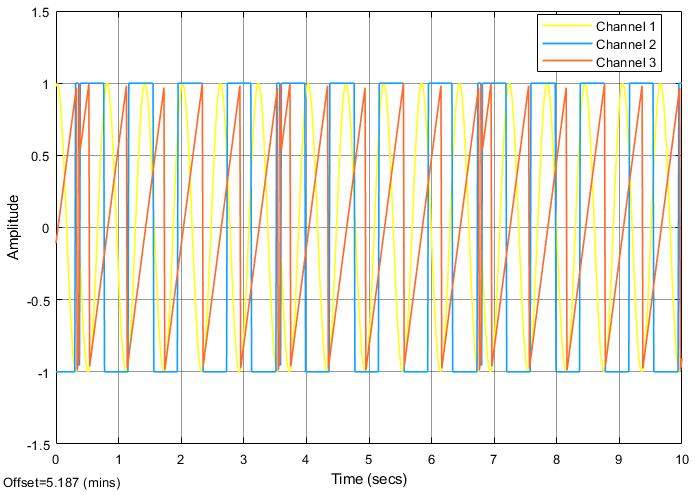 1.5
1
0.5
0
-0.5
-1
-1.5
Amplitude
Channel 1
Channel 2
Channel 3
0 1 2 3 4 5 6 7 8 9 10
Time (secs)
Offset=5.187 (mins)